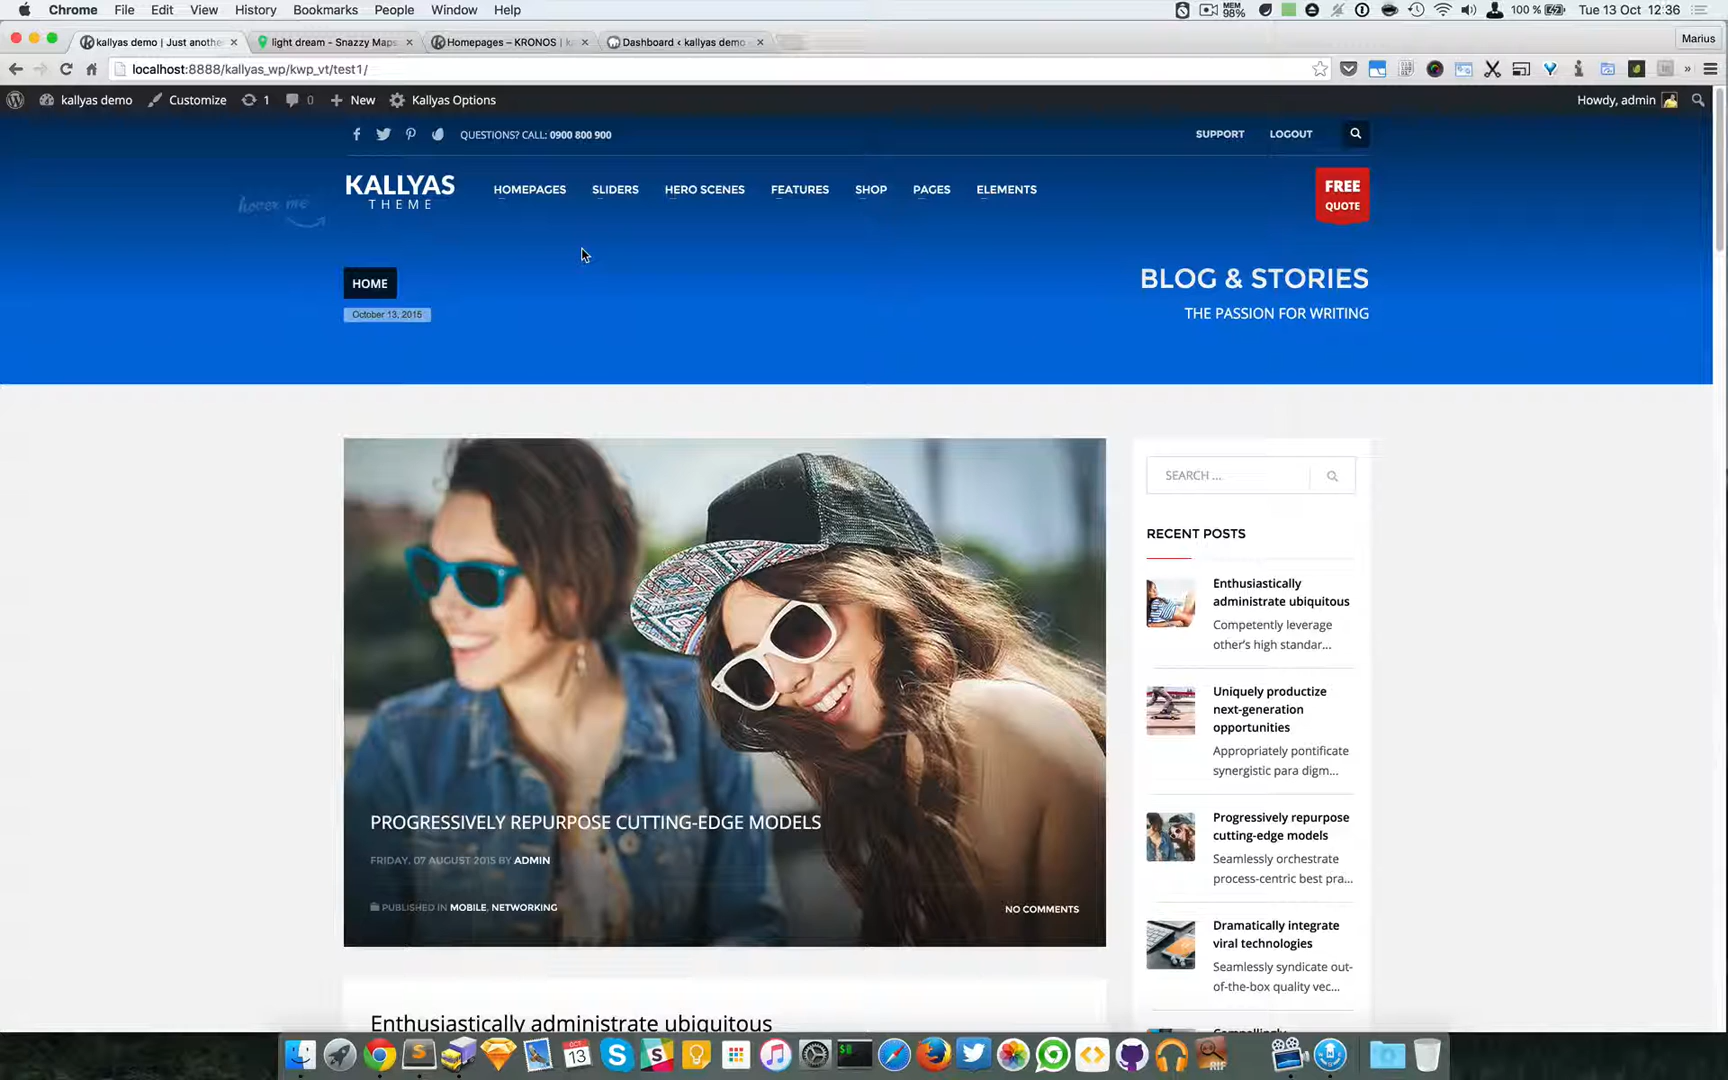 Chrome File Edit View History Bookmarks People Window Help
MEM 98% 100 % Tue 13 Oct 12:36
kallyas demo | Just anothe
light dream - Snazzy Maps
Homepages – KRONOS | k
Dashboard ‹ kallyas demo
Marius
localhost:8888/kallyas_wp/kwp_vt/test1/
kallyas demo Customize 1 0 New Kallyas Options
Howdy, admin
QUESTIONS? CALL: 0900 800 900
SUPPORT LOGOUT
hover me
KALLYAS
THEME
HOMEPAGES SLIDERS HERO SCENES FEATURES SHOP PAGES ELEMENTS
FREE
QUOTE
HOME
October 13, 2015
BLOG & STORIES
THE PASSION FOR WRITING
PROGRESSIVELY REPURPOSE CUTTING-EDGE MODELS
FRIDAY, 07 AUGUST 2015 BY ADMIN
PUBLISHED IN MOBILE, NETWORKING
NO COMMENTS
Enthusiastically administrate ubiquitous
SEARCH ...
RECENT POSTS
Enthusiastically
administrate ubiquitous
Competently leverage
other's high standar...
Uniquely productize
next-generation
opportunities
Appropriately pontificate
synergistic para digm...
Progressively repurpose
cutting-edge models
Seamlessly orchestrate
process-centric best pra...
Dramatically integrate
viral technologies
Seamlessly syndicate out-
of-the-box quality vec...
OCT
13
RIF